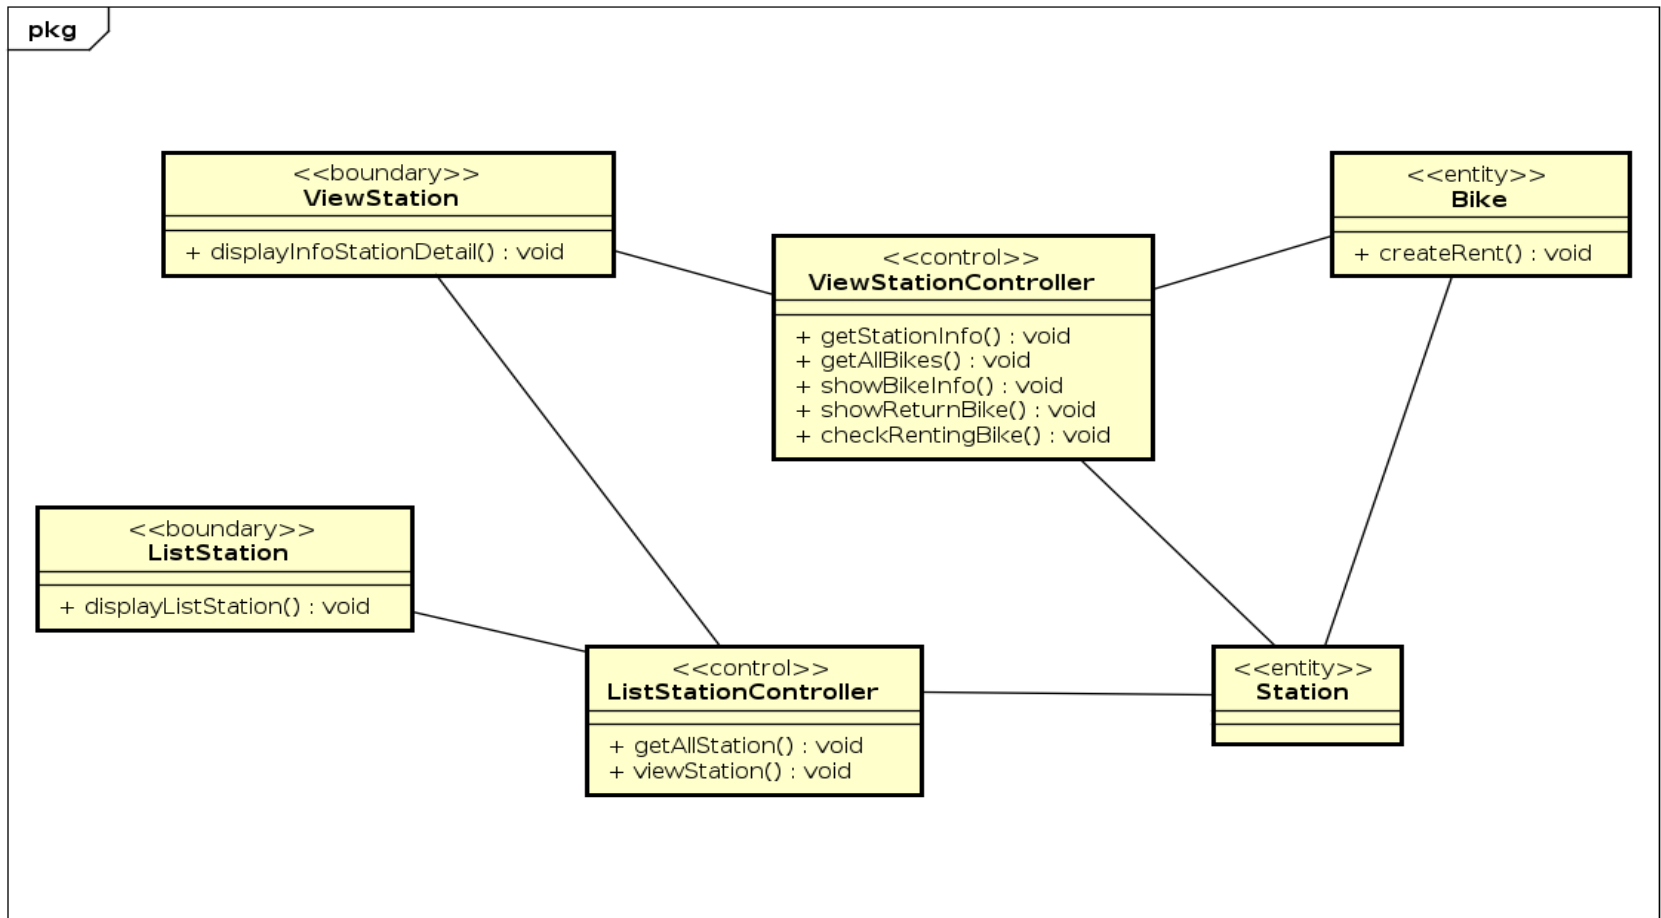 pkg
<<boundary>>
ViewStation
+ displayInfoStationDetail() : void
<<control>>
ViewStationController
+ getStationInfo() : void
+ getAllBikes() : void
+ showBikeInfo() : void
+ showReturnBike() : void
+ checkRentingBike() : void
<<entity>>
Bike
+ createRent() : void
<<boundary>>
ListStation
+ displayListStation() : void
<<control>>
ListStationController
+ getAllStation() : void
+ viewStation() : void
<<entity>>
Station